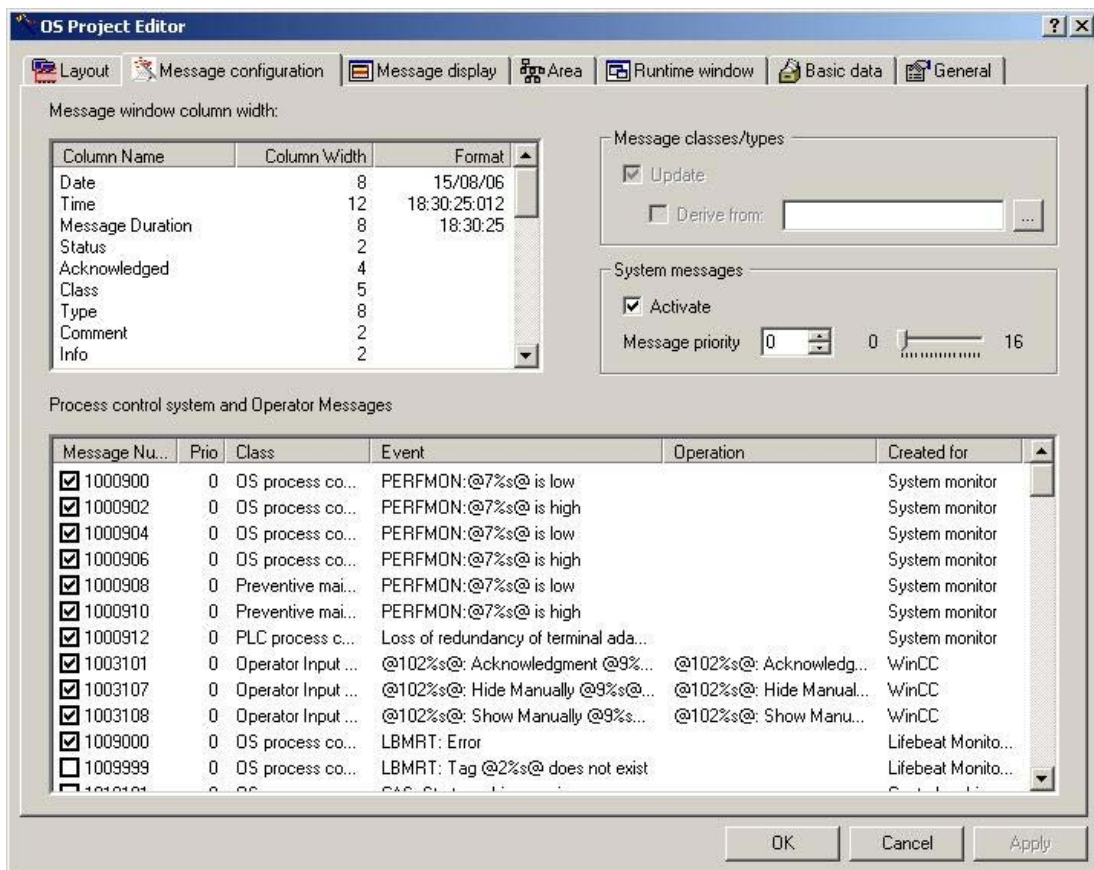 OS Project Editor
Layout Message configuration Message display Area Runtime window Basic data General
Message window column width:
Column Name Column Width Format
Date 8 15/08/06
Time 12 18:30:25:012
Message Duration 8 18:30:25
Status 2
Acknowledged 4
Class 5
Type 8
Comment 2
Info 2
Message classes/types
Update
Derive from: ...
System messages
Activate
Message priority 0 0 16
Process control system and Operator Messages
Message Nu... Prio Class Event Operation Created for
1000900 0 OS process co... PERFMON:@7%s@ is low System monitor
1000902 0 OS process co... PERFMON:@7%s@ is high System monitor
1000904 0 OS process co... PERFMON:@7%s@ is low System monitor
1000906 0 OS process co... PERFMON:@7%s@ is high System monitor
1000908 0 Preventive mai... PERFMON:@7%s@ is low System monitor
1000910 0 Preventive mai... PERFMON:@7%s@ is high System monitor
1000912 0 PLC process c... Loss of redundancy of terminal ada... System monitor
1003101 0 Operator Input ... @102%s@: Acknowledgment @9%... @102%s@: Acknowledg... WinCC
1003107 0 Operator Input ... @102%s@: Hide Manually @9%s@... @102%s@: Hide Manual... WinCC
1003108 0 Operator Input ... @102%s@: Show Manually @9%s... @102%s@: Show Manu... WinCC
1009000 0 OS process co... LBMRT: Error Lifebeat Monito...
1009999 0 OS process co... LBMRT: Tag @2%s@ does not exist Lifebeat Monito...
OK Cancel Apply